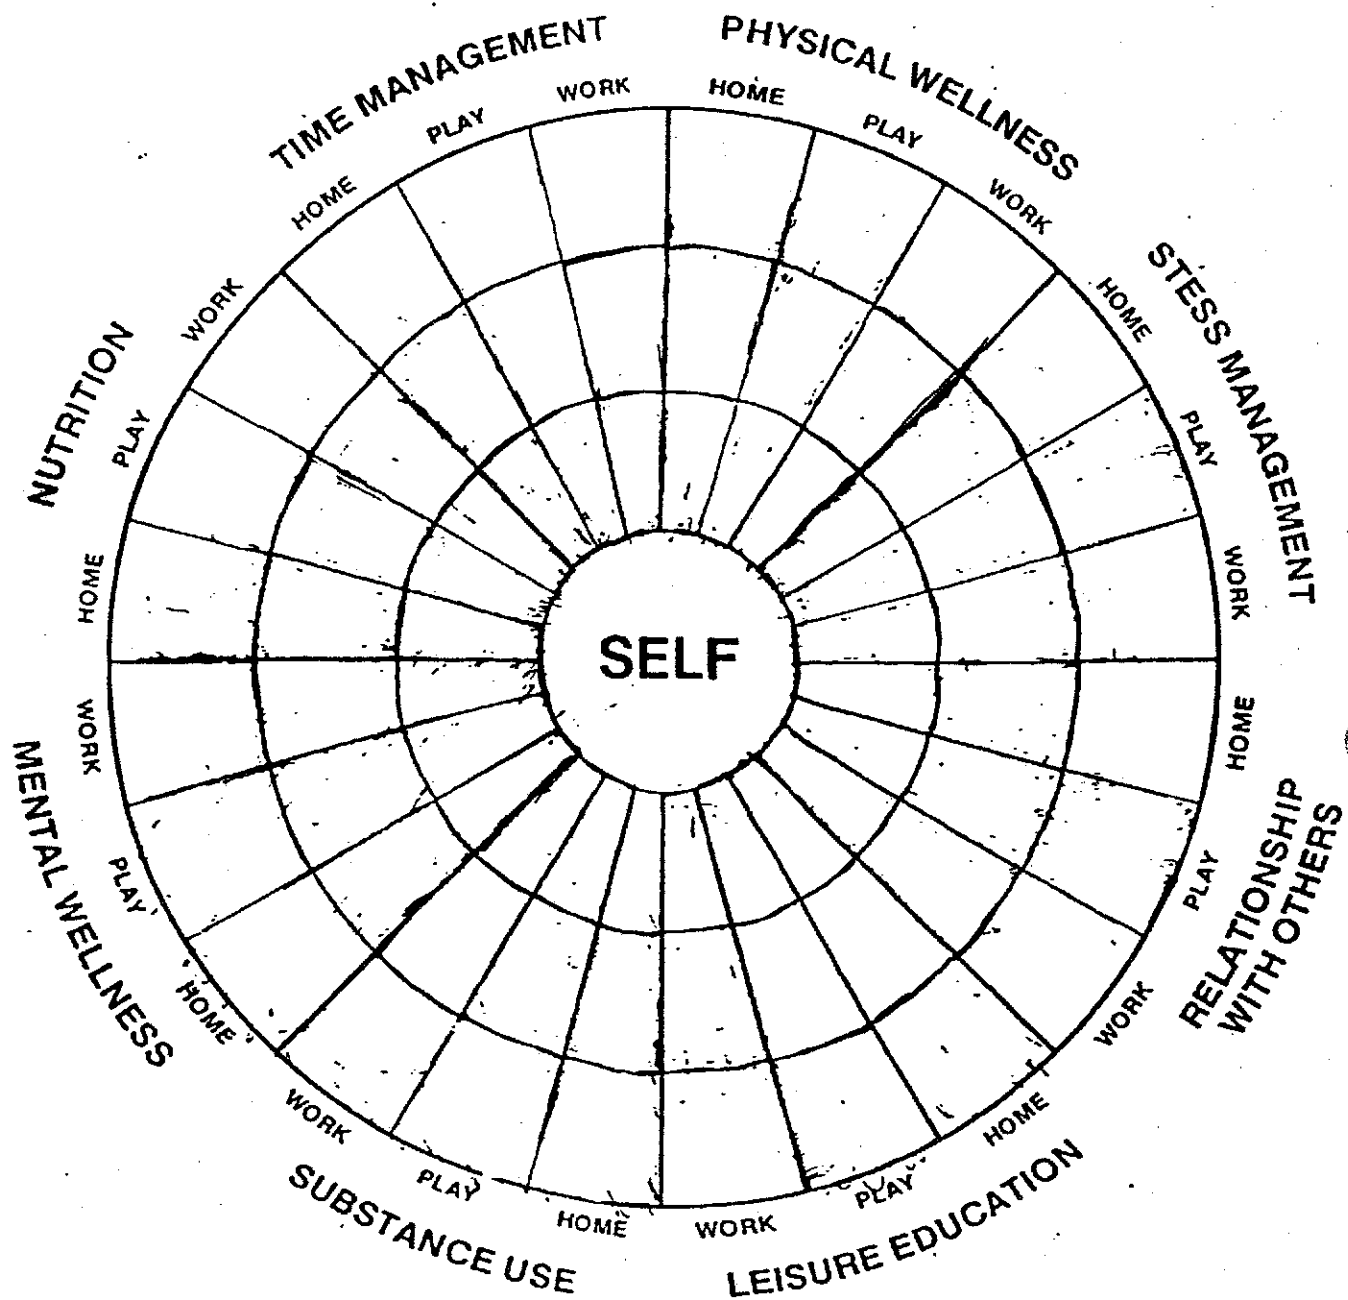 PHYSICAL WELLNESS
HOME
PLAY
WORK
STESS MANAGEMENT
HOME
PLAY
WORK
RELATIONSHIP
WITH OTHERS
HOME
PLAY
WORK
LEISURE EDUCATION
HOME
PLAY
WORK
SUBSTANCE USE
HOME
PLAY
WORK
MENTAL WELLNESS
HOME
PLAY
WORK
NUTRITION
HOME
PLAY
WORK
TIME MANAGEMENT
HOME
PLAY
WORK
SELF